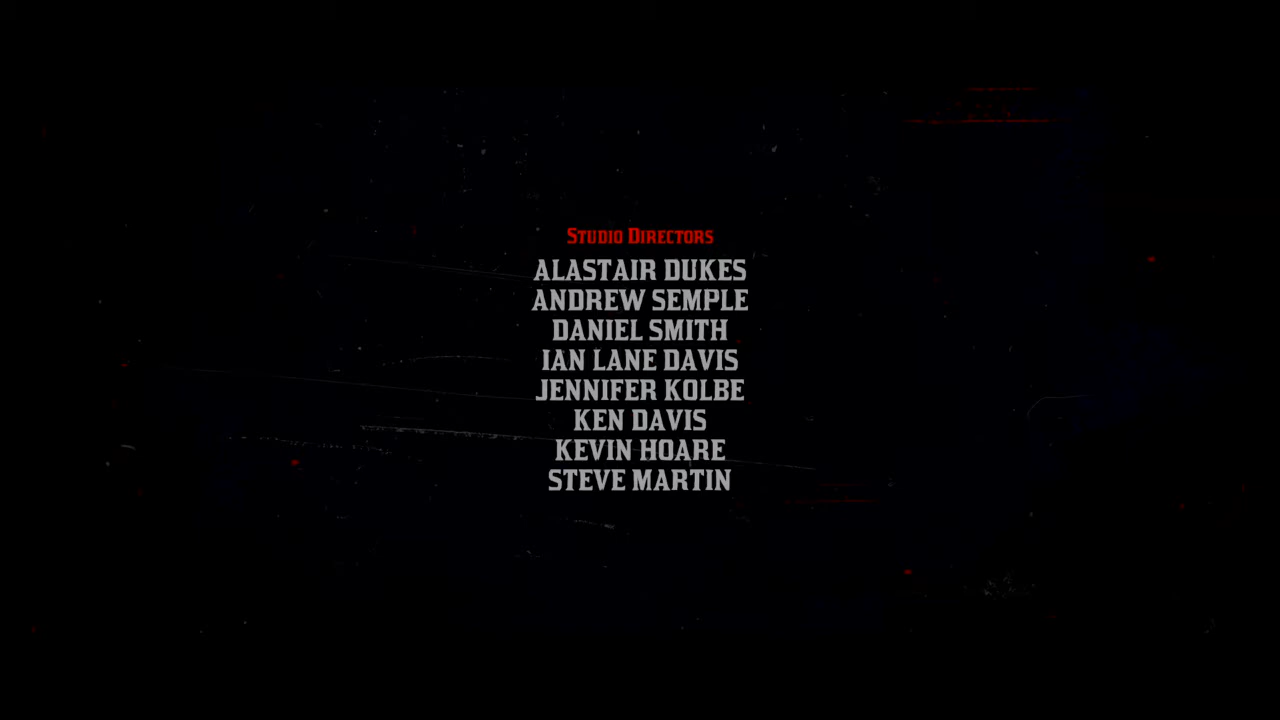 Studio Directors
ALASTAIR DUKES
ANDREW SEMPLE
DANIEL SMITH
IAN LANE DAVIS
JENNIFER KOLBE
KEN DAVIS
KEVIN HOARE
STEVE MARTIN